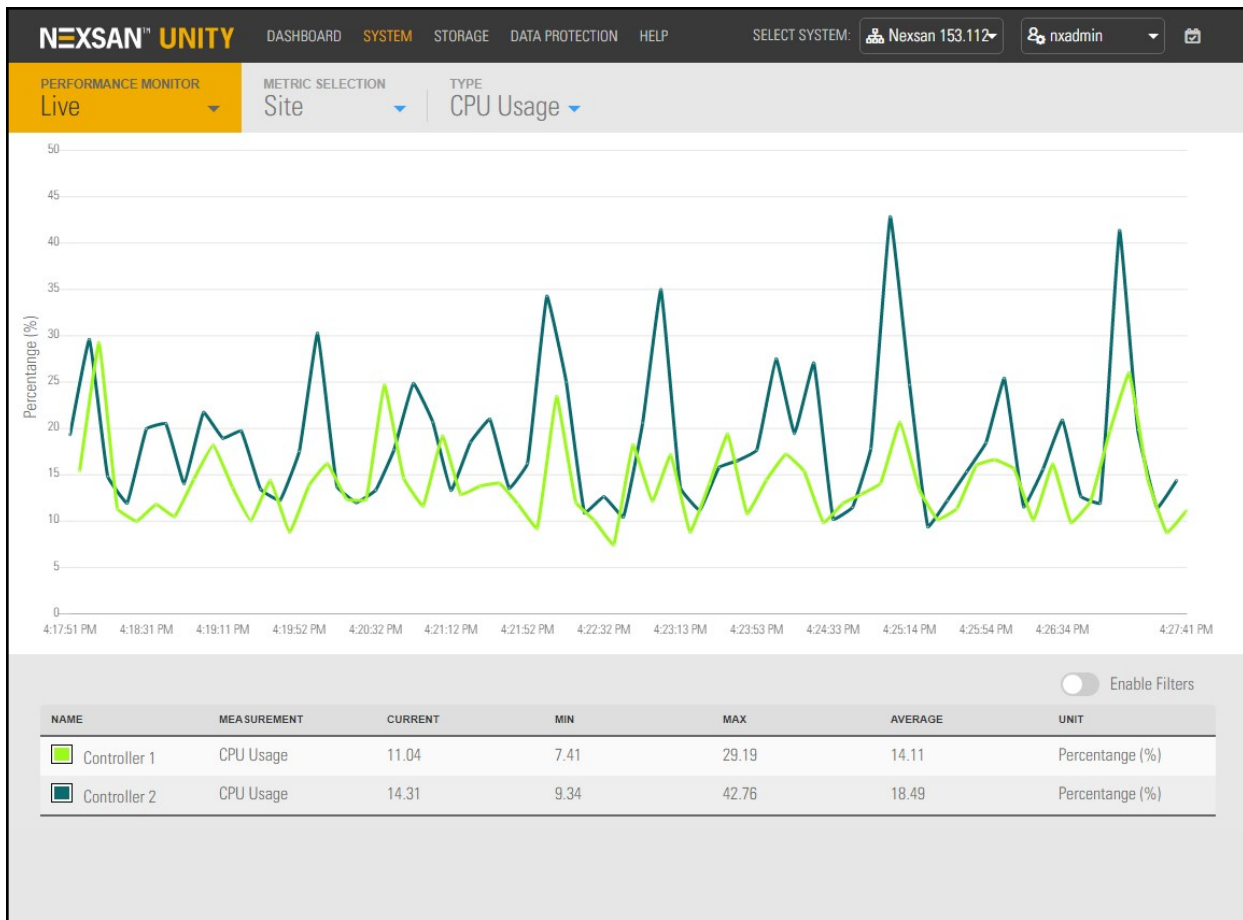 NEXSAN™ UNITY DASHBOARD SYSTEM STORAGE DATA PROTECTION HELP SELECT SYSTEM: Nexsan 153.112 nxadmin
PERFORMANCE MONITOR METRIC SELECTION TYPE
Live Site CPU Usage
50
45
40
35
30
25
20
15
10
5
0
Percentange (%)
4:17:51 PM 4:18:31 PM 4:19:11 PM 4:19:52 PM 4:20:32 PM 4:21:12 PM 4:21:52 PM 4:22:32 PM 4:23:13 PM 4:23:53 PM 4:24:33 PM 4:25:14 PM 4:25:54 PM 4:26:34 PM 4:27:41 PM
Enable Filters
NAME MEASUREMENT CURRENT MIN MAX AVERAGE UNIT
Controller 1 CPU Usage 11.04 7.41 29.19 14.11 Percentange (%)
Controller 2 CPU Usage 14.31 9.34 42.76 18.49 Percentange (%)